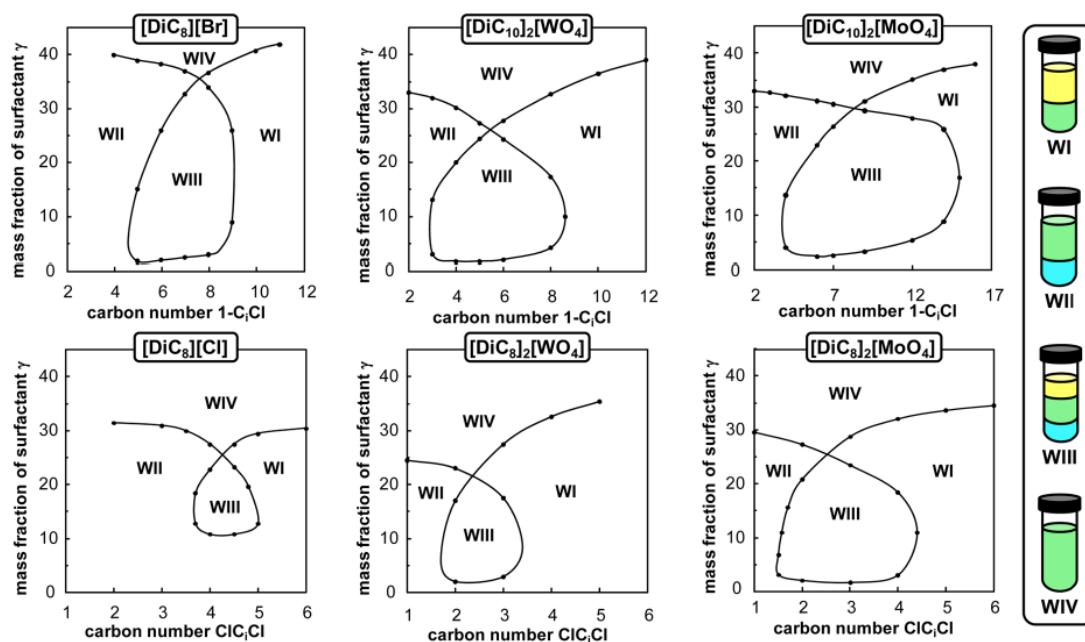 [DiC₈][Br]
mass fraction of surfactant γ
40
30
20
10
0
WIV
WII
WI
WIII
2 4 6 8 10 12
carbon number 1-CᵢCl
[DiC₁₀]₂[WO₄]
mass fraction of surfactant γ
40
30
20
10
0
WIV
WII
WI
WIII
2 4 6 8 10 12
carbon number 1-CᵢCl
[DiC₁₀]₂[MoO₄]
mass fraction of surfactant γ
40
30
20
10
0
WIV
WI
WII
WIII
2 7 12 17
carbon number 1-CᵢCl
[DiC₈][Cl]
mass fraction of surfactant γ
40
30
20
10
0
WIV
WII
WI
WIII
1 2 3 4 5 6
carbon number ClCᵢCl
[DiC₈]₂[WO₄]
mass fraction of surfactant γ
40
30
20
10
0
WIV
WII
WI
WIII
1 2 3 4 5 6
carbon number ClCᵢCl
[DiC₈]₂[MoO₄]
mass fraction of surfactant γ
40
30
20
10
0
WIV
WII
WI
WIII
1 2 3 4 5 6
carbon number ClCᵢCl
WI
WII
WIII
WIV